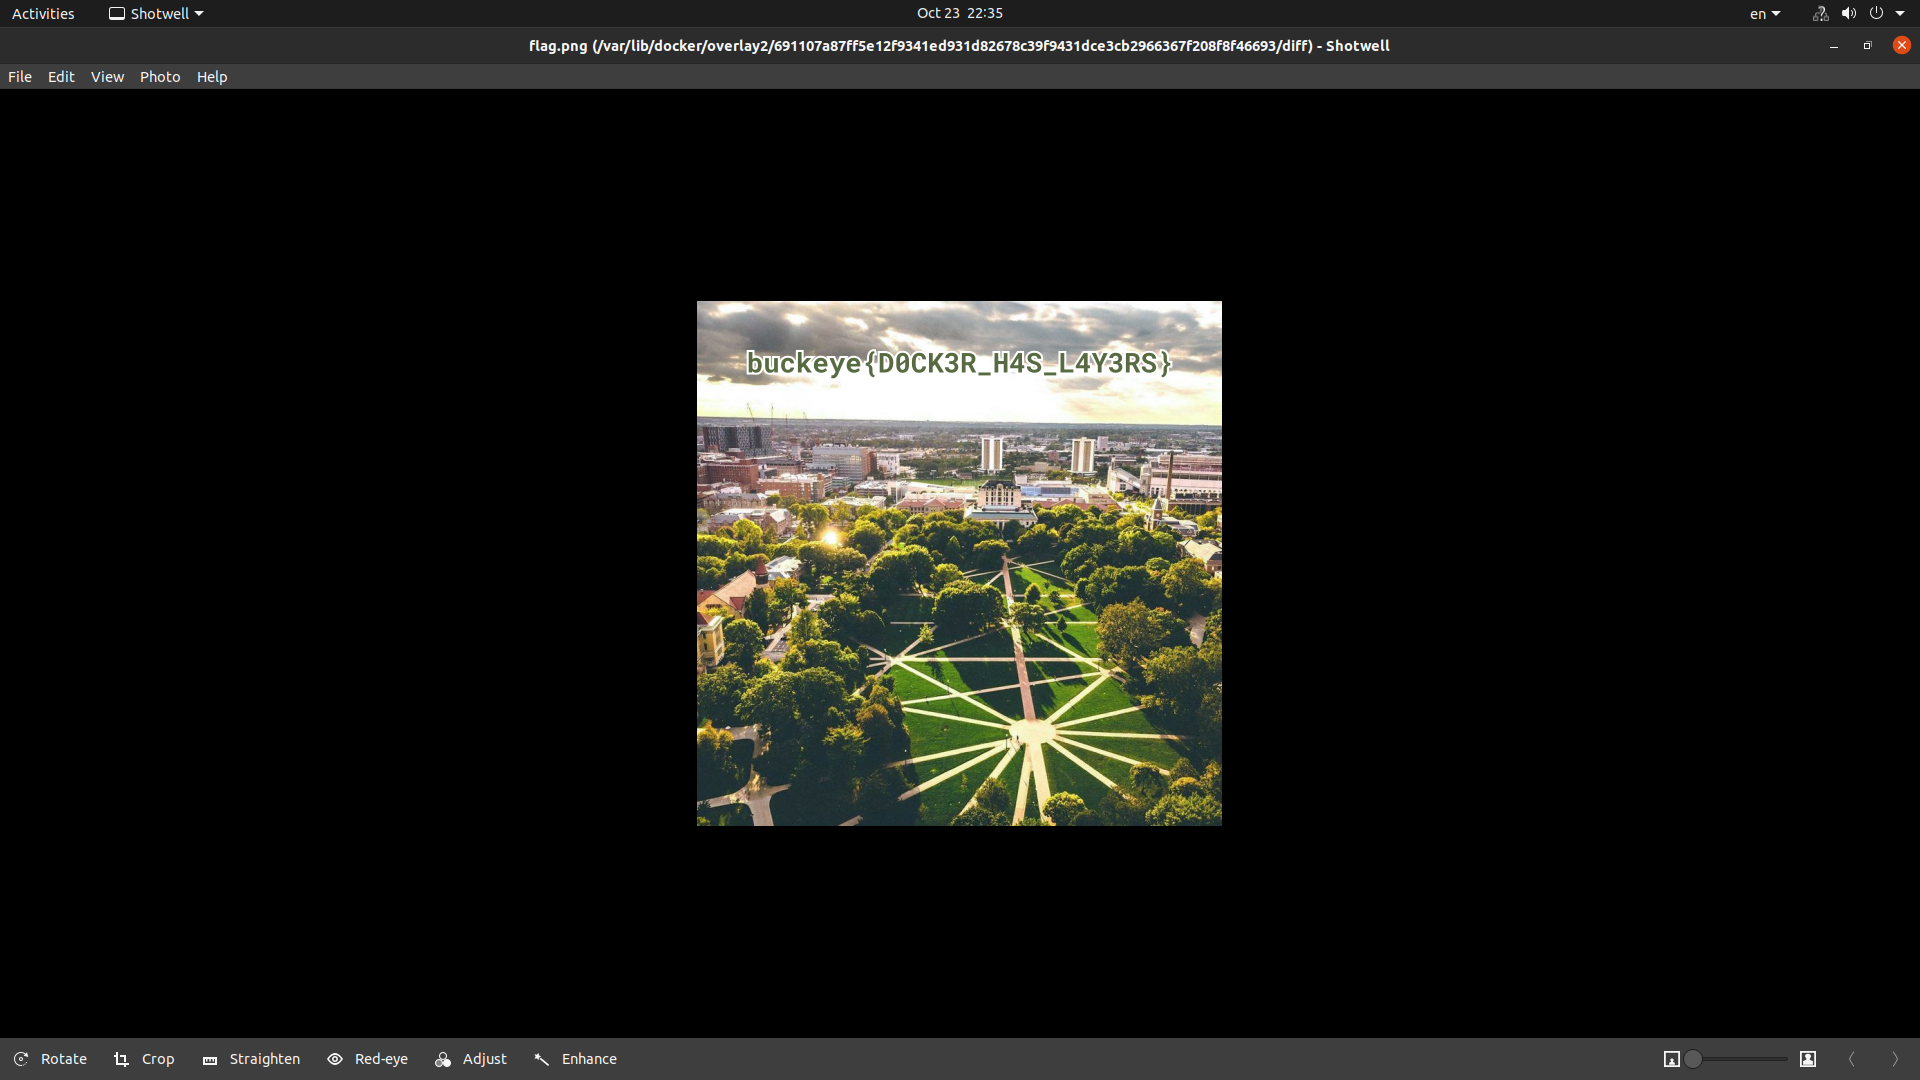 Activities
Shotwell
Oct 23 22:35
en
flag.png (/var/lib/docker/overlay2/691107a87ff5e12f9341ed931d82678c39f9431dce3cb2966367f208f8f46693/diff) - Shotwell
File Edit View Photo Help
buckeye{D0CK3R_H4S_L4Y3RS}
Rotate Crop Straighten Red-eye Adjust Enhance